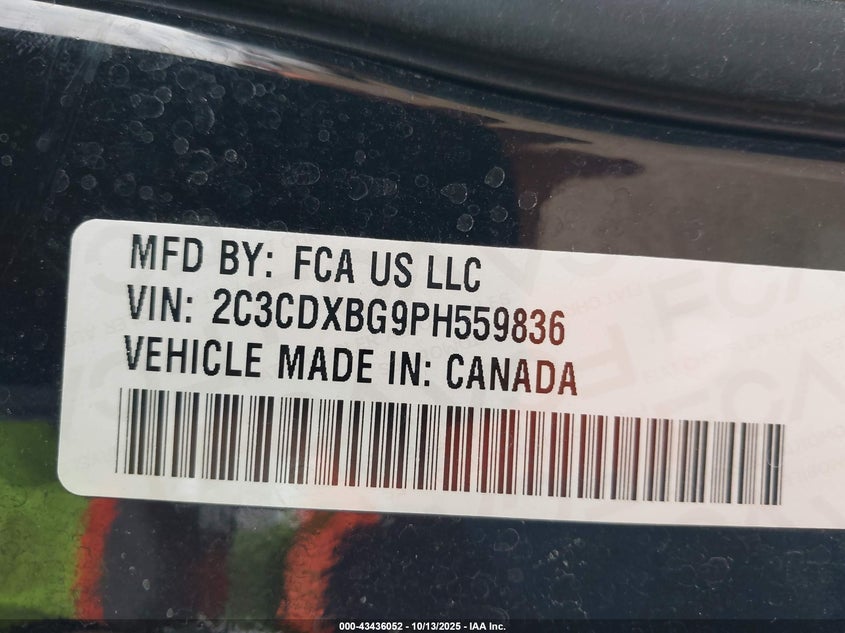 MFD BY: FCA US LLC
VIN: 2C3CDXBG9PH559836
VEHICLE MADE IN: CANADA
000-43436052 - 10/13/2025 - IAA Inc.